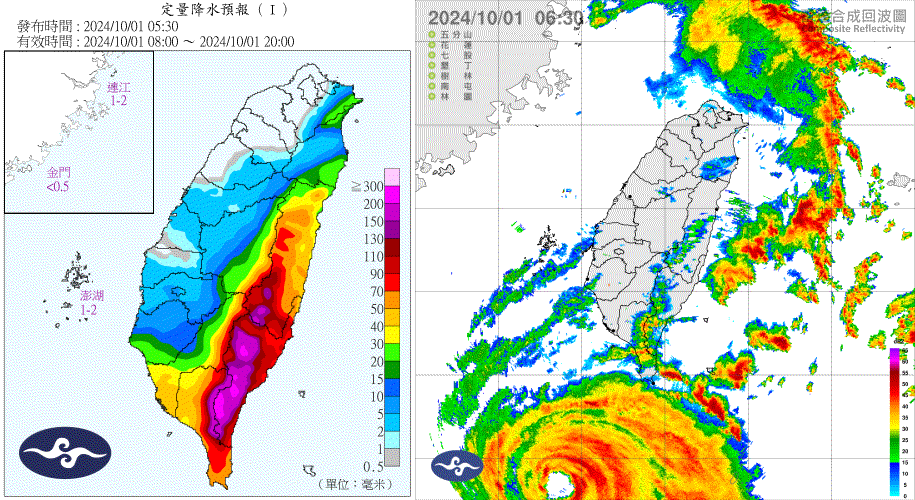 定量降水預報(I)
發布時間:2024/10/01 05:30
有效時間:2024/10/01 08:00 ~ 2024/10/01 20:00
連江
1-2
金門
<0.5
澎湖
1-2
≧
300
200
150
130
110
90
70
50
40
30
20
15
10
5
2
1
0.5
(單位:毫米)
2024/10/01 06:30
合成回波圖
Composite Reflectivity
五分山
花蓮
七股
墾丁
樹林
南屯
林園
65
60
55
50
45
40
35
30
25
20
15
10
5
0